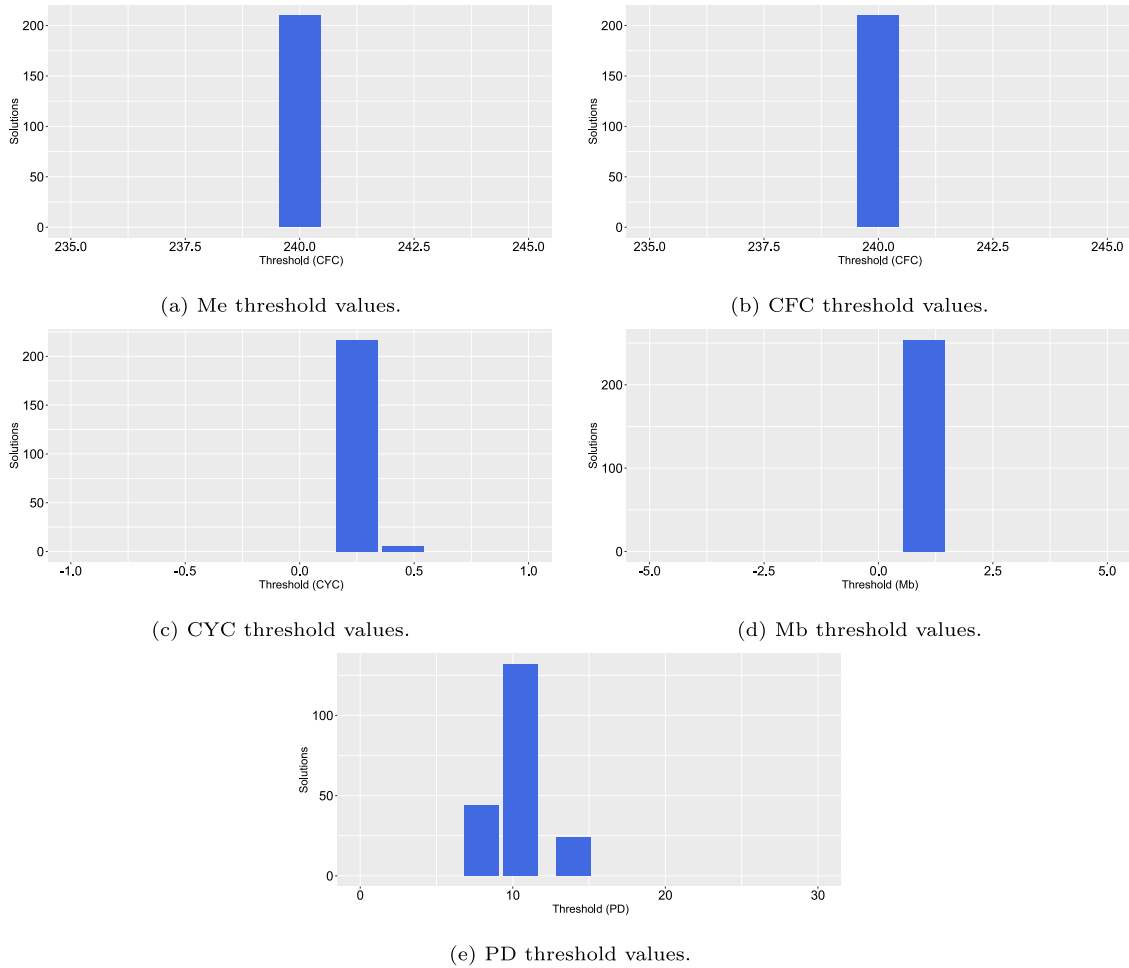 200
150
100
50
0
Solutions
235.0 237.5 240.0 242.5 245.0
Threshold (CFC)
(a) Me threshold values.
200
150
100
50
0
Solutions
235.0 237.5 240.0 242.5 245.0
Threshold (CFC)
(b) CFC threshold values.
200
150
100
50
0
Solutions
-1.0 -0.5 0.0 0.5 1.0
Threshold (CYC)
(c) CYC threshold values.
200
100
0
Solutions
-5.0 -2.5 0.0 2.5 5.0
Threshold (Mb)
(d) Mb threshold values.
100
50
0
Solutions
0 10 20 30
Threshold (PD)
(e) PD threshold values.